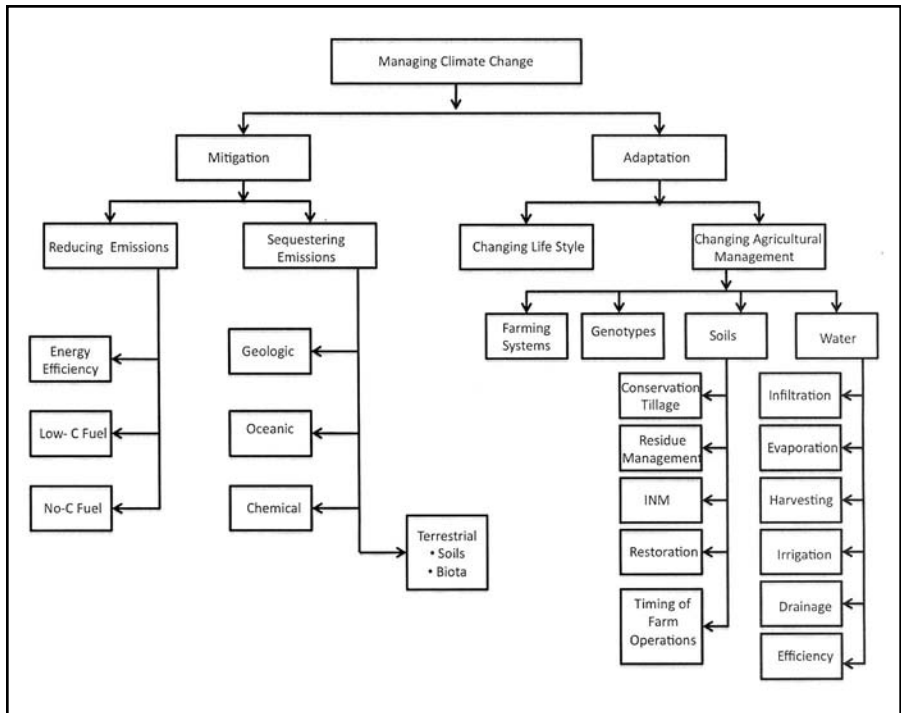 Managing Climate Change
Mitigation
Adaptation
Reducing Emissions
Sequestering
Emissions
Changing Life Style
Changing Agricultural
Management
Energy
Efficiency
Low- C Fuel
No-C Fuel
Geologic
Oceanic
Chemical
Terrestrial
• Soils
• Biota
Farming
Systems
Genotypes
Soils
Water
Conservation
Tillage
Residue
Management
INM
Restoration
Timing of
Farm
Operations
Infiltration
Evaporation
Harvesting
Irrigation
Drainage
Efficiency